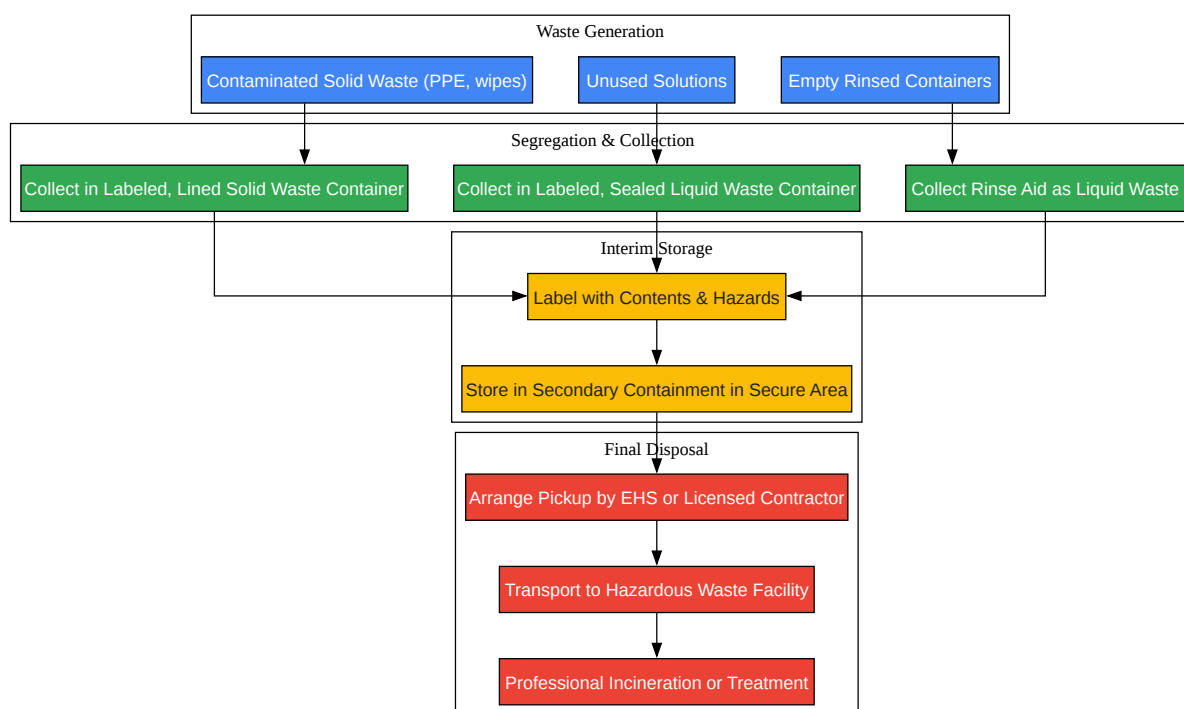 Waste Generation
Contaminated Solid Waste (PPE, wipes)
Unused Solutions
Empty Rinsed Containers
Segregation & Collection
Collect in Labeled, Lined Solid Waste Container
Collect in Labeled, Sealed Liquid Waste Container
Collect Rinse Aid as Liquid Waste
Interim Storage
Label with Contents & Hazards
Store in Secondary Containment in Secure Area
Final Disposal
Arrange Pickup by EHS or Licensed Contractor
Transport to Hazardous Waste Facility
Professional Incineration or Treatment